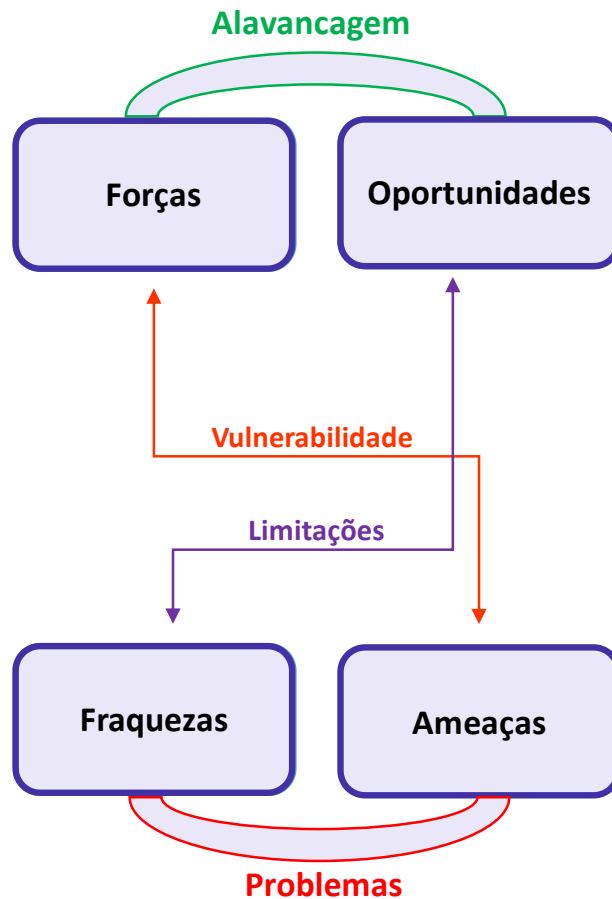 Alavancagem
Forças
Oportunidades
Vulnerabilidade
Limitações
Fraquezas
Ameaças
Problemas